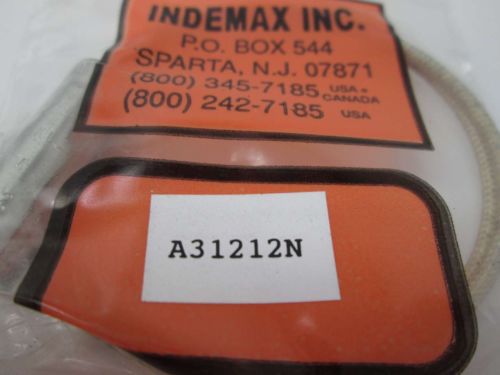 INDEMAX INC.
P.O. BOX 544
SPARTA, N.J. 07871
(800) 345-7185 USA &
CANADA
(800) 242-7185 USA
A31212N